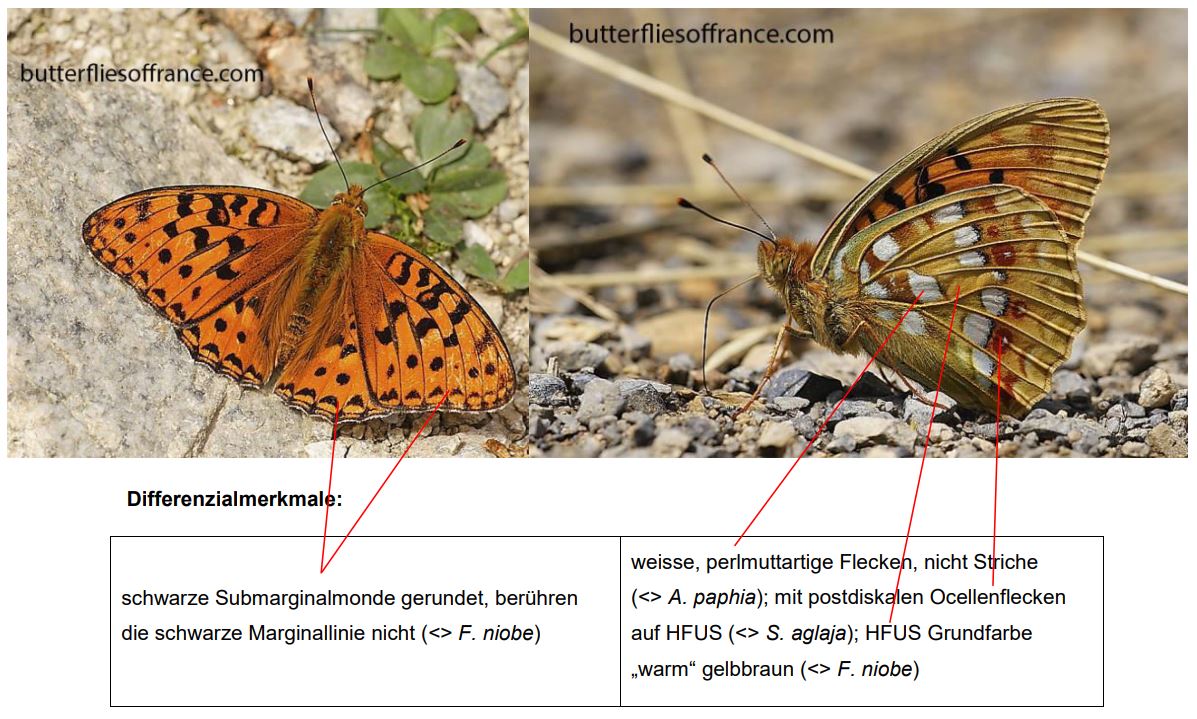 butterfliesoffrance.com
butterfliesoffrance.com
Differenzialmerkmale:
schwarze Submarginalmonde gerundet, berühren
die schwarze Marginallinie nicht (<> F. niobe)
weisse, perlmuttartige Flecken, nicht Striche
(<> A. paphia); mit postdiskalen Ocellenflecken
auf HFUS (<> S. aglaja); HFUS Grundfarbe
„warm“ gelbbraun (<> F. niobe)